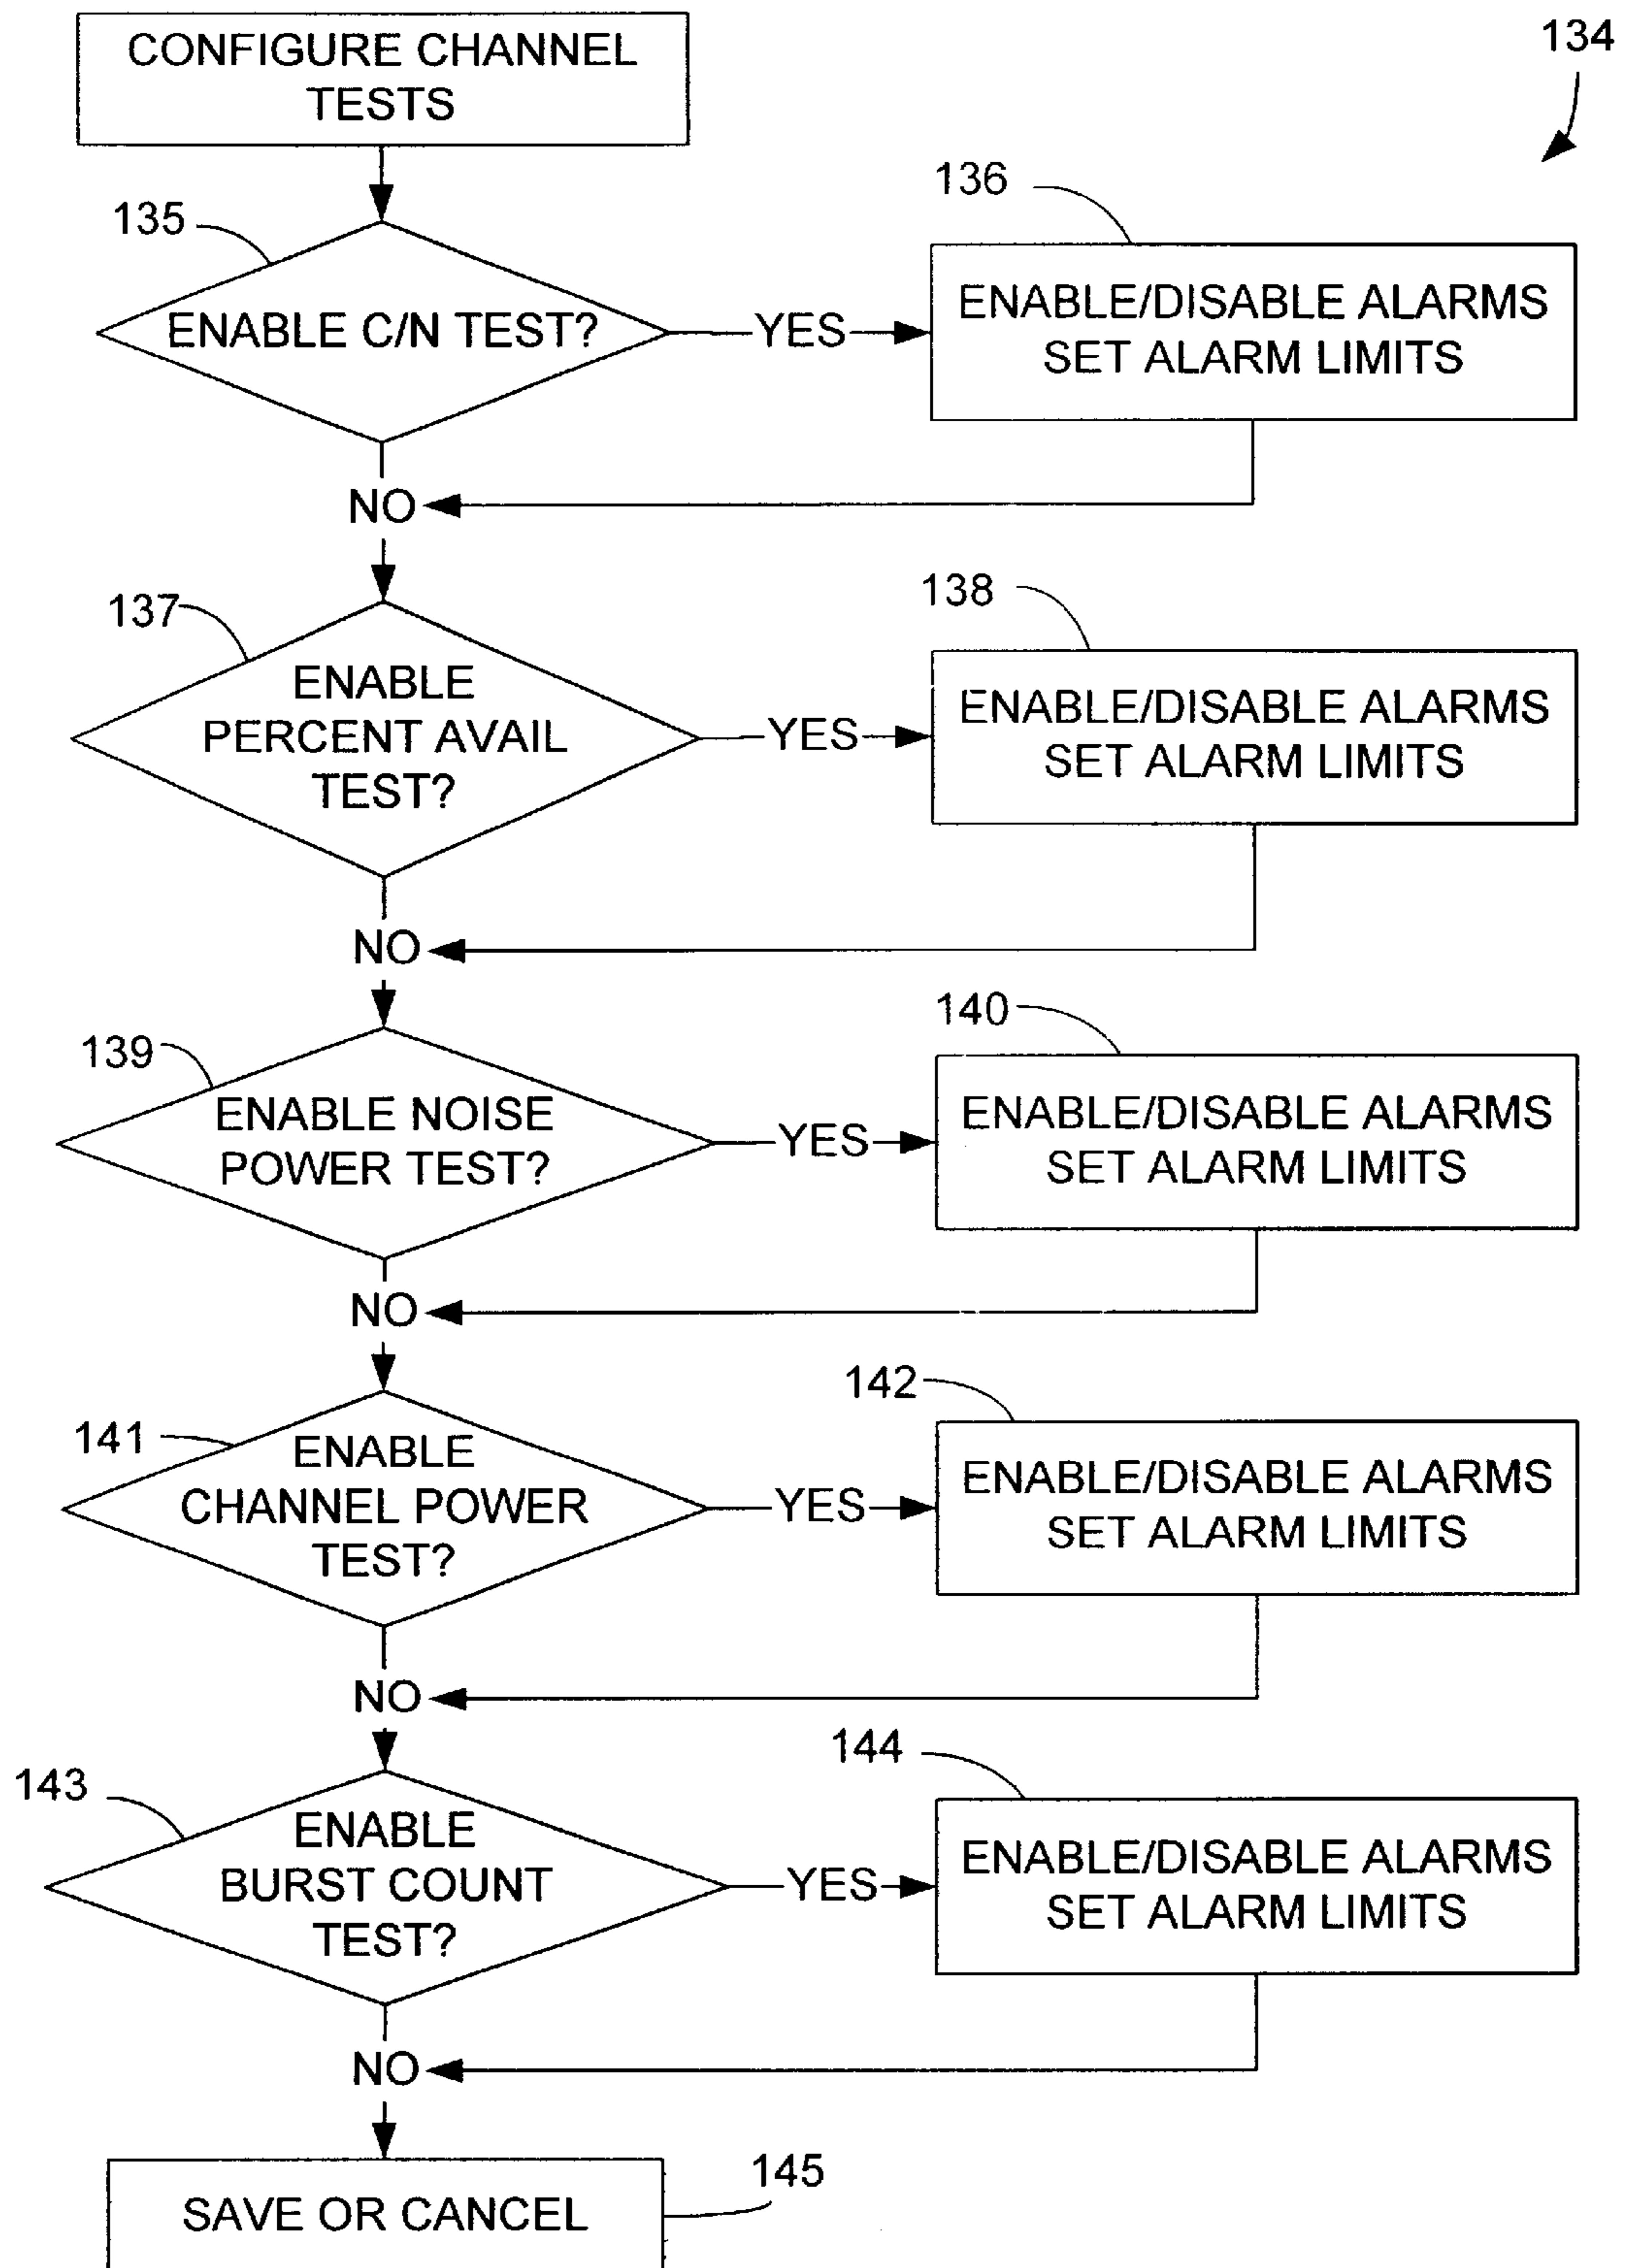 CONFIGURE CHANNEL
TESTS
134
135
ENABLE C/N TEST?
YES
136
ENABLE/DISABLE ALARMS
SET ALARM LIMITS
NO
137
ENABLE
PERCENT AVAIL
TEST?
YES
138
ENABLE/DISABLE ALARMS
SET ALARM LIMITS
NO
139
ENABLE NOISE
POWER TEST?
YES
140
ENABLE/DISABLE ALARMS
SET ALARM LIMITS
NO
141
ENABLE
CHANNEL POWER
TEST?
YES
142
ENABLE/DISABLE ALARMS
SET ALARM LIMITS
NO
143
ENABLE
BURST COUNT
TEST?
YES
144
ENABLE/DISABLE ALARMS
SET ALARM LIMITS
NO
SAVE OR CANCEL
145